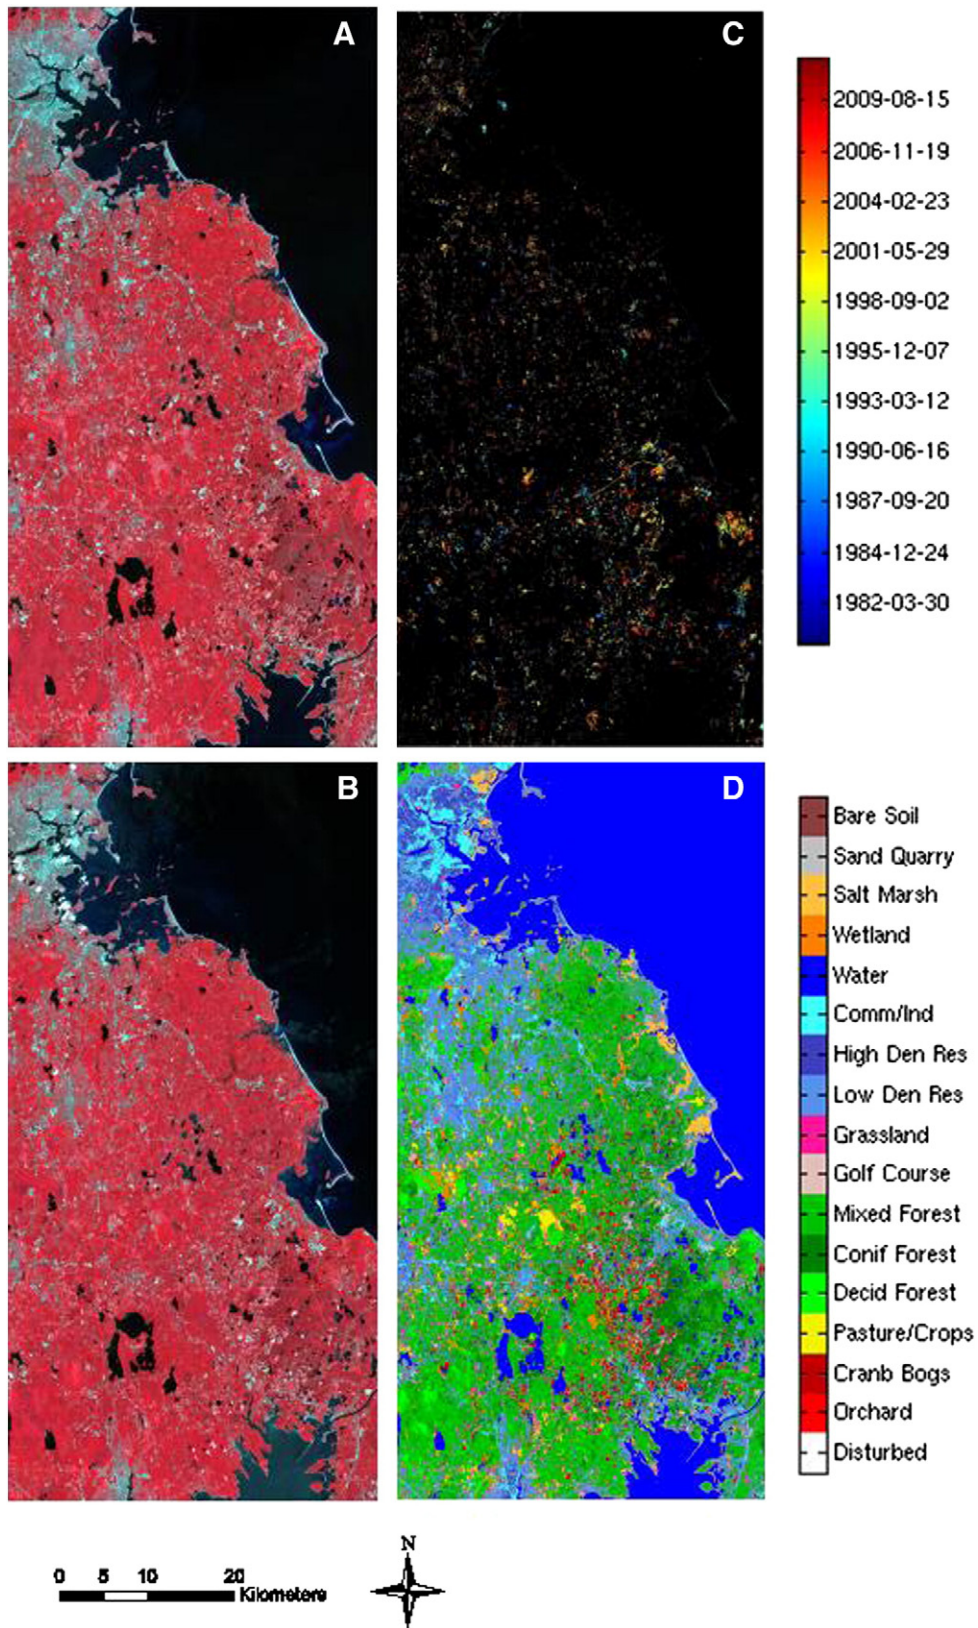 A
C
2009-08-15
2006-11-19
2004-02-23
2001-05-29
1998-09-02
1995-12-07
1993-03-12
1990-06-16
1987-09-20
1984-12-24
1982-03-30
B
D
Bare Soil
Sand Quarry
Salt Marsh
Wetland
Water
Comm/Ind
High Den Res
Low Den Res
Grassland
Golf Course
Mixed Forest
Conif Forest
Decid Forest
Pasture/Crops
Cranb Bogs
Orchard
Disturbed
N
0 5 10 20
Kilometers